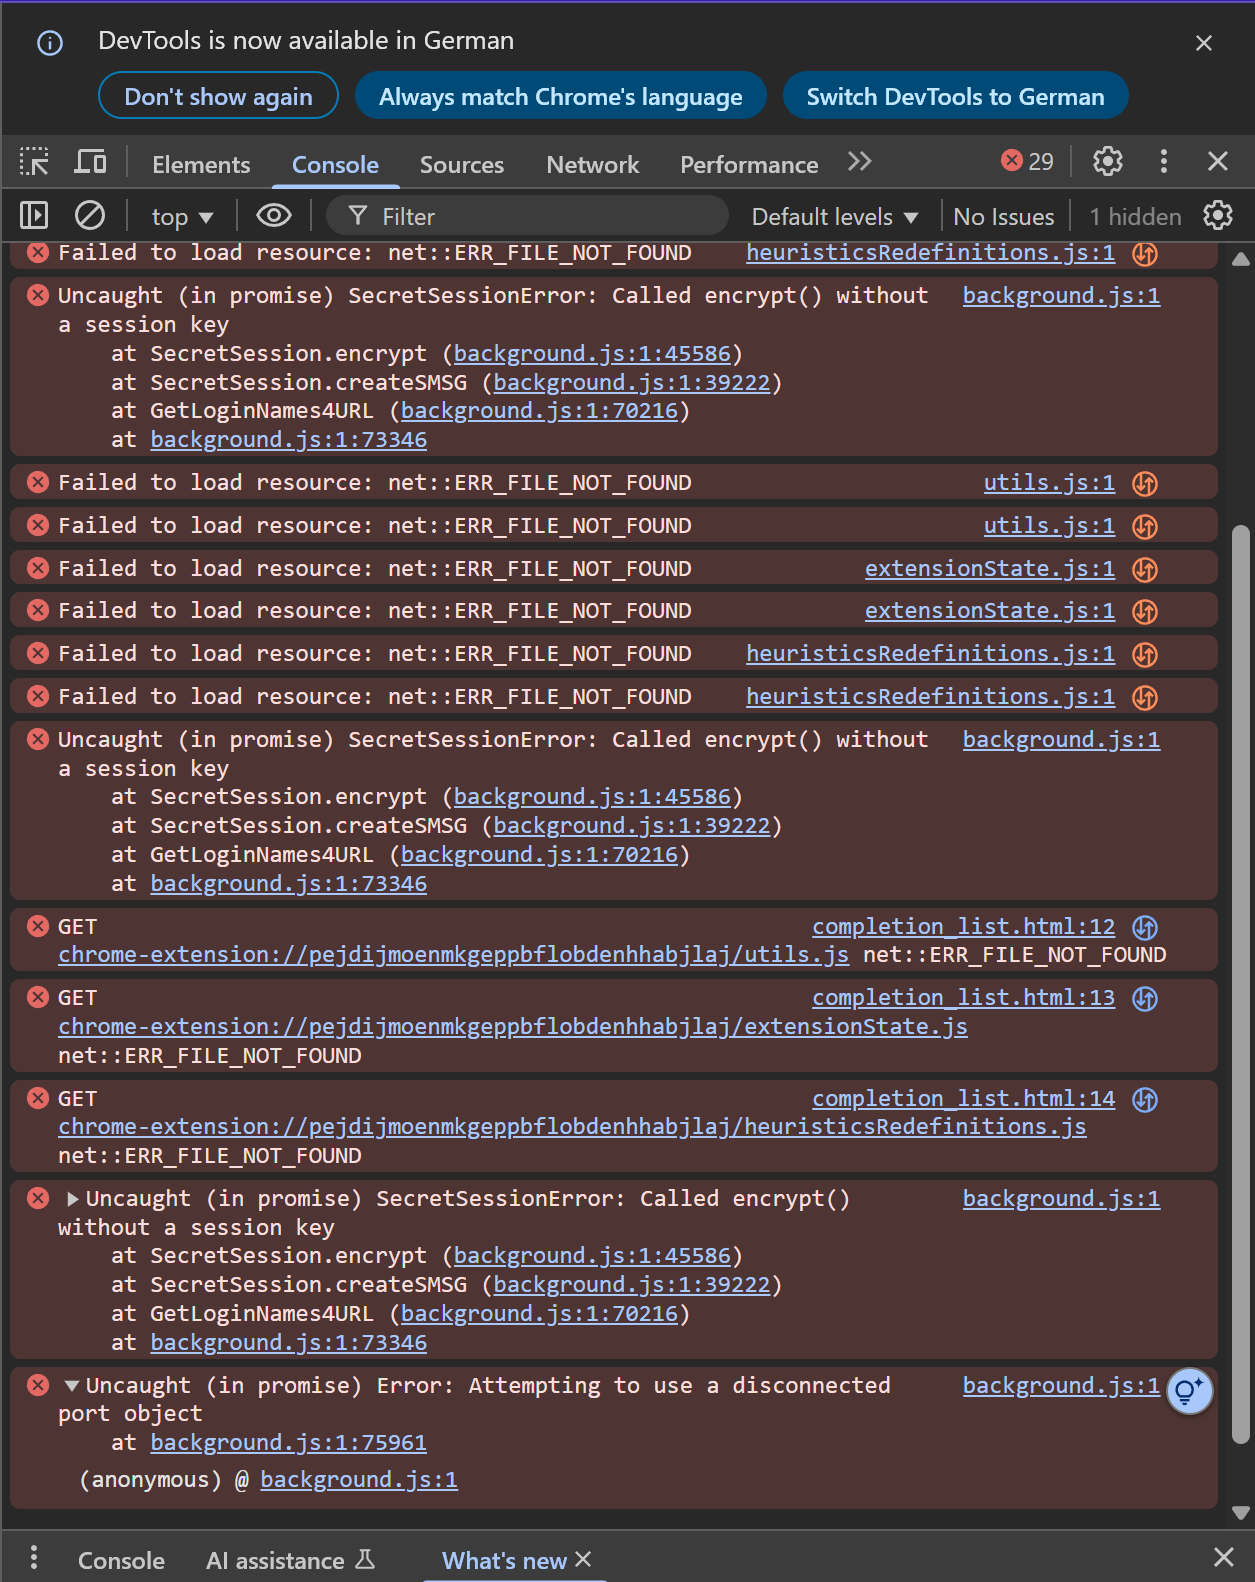 DevTools is now available in German
Don't show again
Always match Chrome's language
Switch DevTools to German
Elements
Console
Sources
Network
Performance
29
top
Filter
Default levels
No Issues
1 hidden
Failed to load resource: net::ERR_FILE_NOT_FOUND heuristicsRedefinitions.js:1
Uncaught (in promise) SecretSessionError: Called encrypt() without background.js:1
a session key
at SecretSession.encrypt (background.js:1:45586)
at SecretSession.createSMSG (background.js:1:39222)
at GetLoginNames4URL (background.js:1:70216)
at background.js:1:73346
Failed to load resource: net::ERR_FILE_NOT_FOUND utils.js:1
Failed to load resource: net::ERR_FILE_NOT_FOUND utils.js:1
Failed to load resource: net::ERR_FILE_NOT_FOUND extensionState.js:1
Failed to load resource: net::ERR_FILE_NOT_FOUND extensionState.js:1
Failed to load resource: net::ERR_FILE_NOT_FOUND heuristicsRedefinitions.js:1
Failed to load resource: net::ERR_FILE_NOT_FOUND heuristicsRedefinitions.js:1
Uncaught (in promise) SecretSessionError: Called encrypt() without background.js:1
a session key
at SecretSession.encrypt (background.js:1:45586)
at SecretSession.createSMSG (background.js:1:39222)
at GetLoginNames4URL (background.js:1:70216)
at background.js:1:73346
GET completion_list.html:12
chrome-extension://pejdijmoenmkgeppbflobdenhhabjlaj/utils.js net::ERR_FILE_NOT_FOUND
GET completion_list.html:13
chrome-extension://pejdijmoenmkgeppbflobdenhhabjlaj/extensionState.js
net::ERR_FILE_NOT_FOUND
GET completion_list.html:14
chrome-extension://pejdijmoenmkgeppbflobdenhhabjlaj/heuristicsRedefinitions.js
net::ERR_FILE_NOT_FOUND
Uncaught (in promise) SecretSessionError: Called encrypt() background.js:1
without a session key
at SecretSession.encrypt (background.js:1:45586)
at SecretSession.createSMSG (background.js:1:39222)
at GetLoginNames4URL (background.js:1:70216)
at background.js:1:73346
Uncaught (in promise) Error: Attempting to use a disconnected background.js:1
port object
at background.js:1:75961
(anonymous) @ background.js:1
Console
AI assistance
What's new